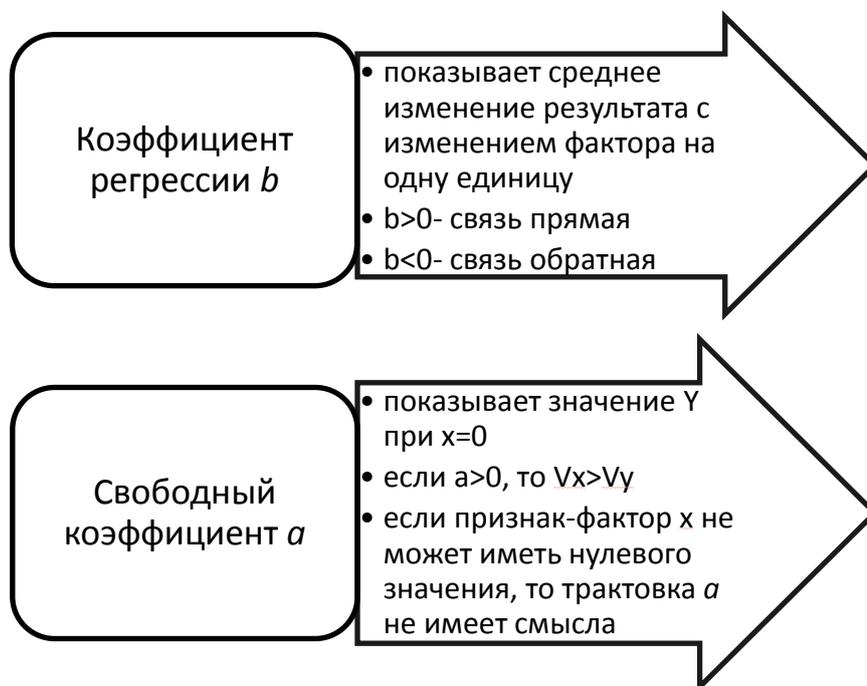 Коэффициент
регрессии b
• показывает среднее
изменение результата с
изменением фактора на
одну единицу
• b>0- связь прямая
• b<0- связь обратная
Свободный
коэффициент a
• показывает значение Y
при x=0
• если a>0, то Vx>Vy
• если признак-фактор x не
может иметь нулевого
значения, то трактовка a
не имеет смысла